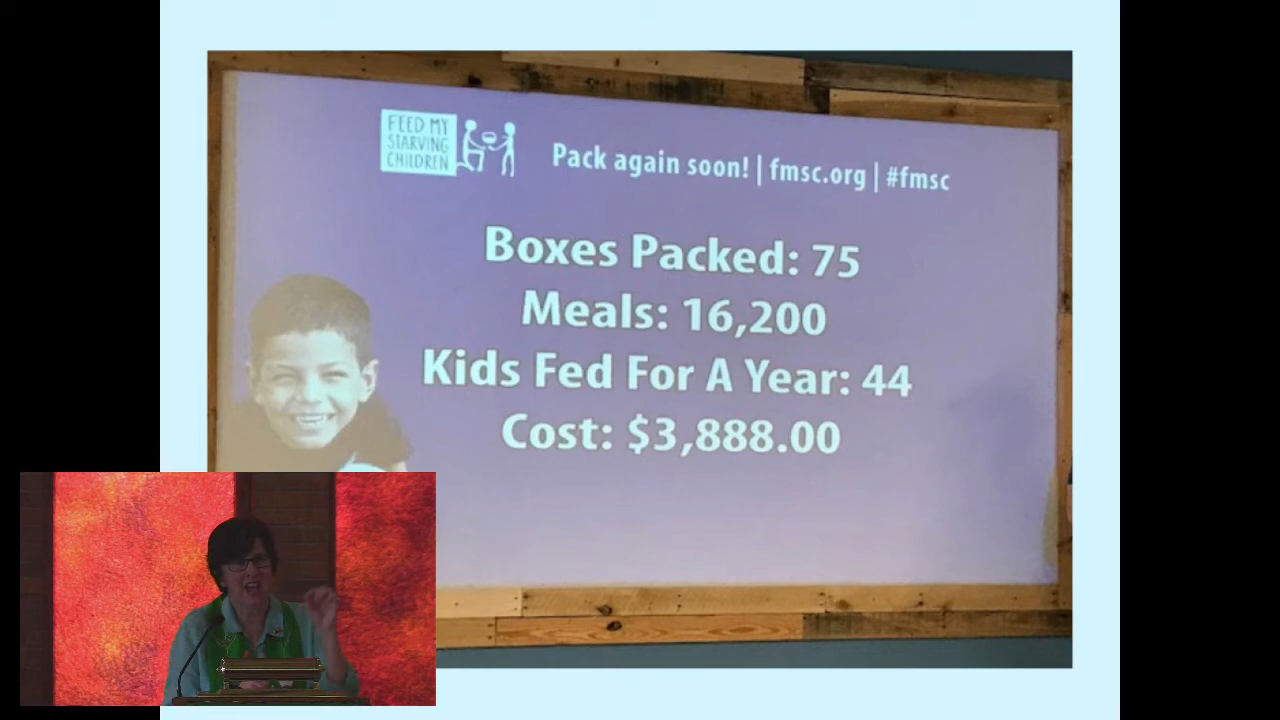 FEED MY
STARVING
CHILDREN
Pack again soon! | fmsc.org | #fmsc
Boxes Packed: 75
Meals: 16,200
Kids Fed For A Year: 44
Cost: $3,888.00